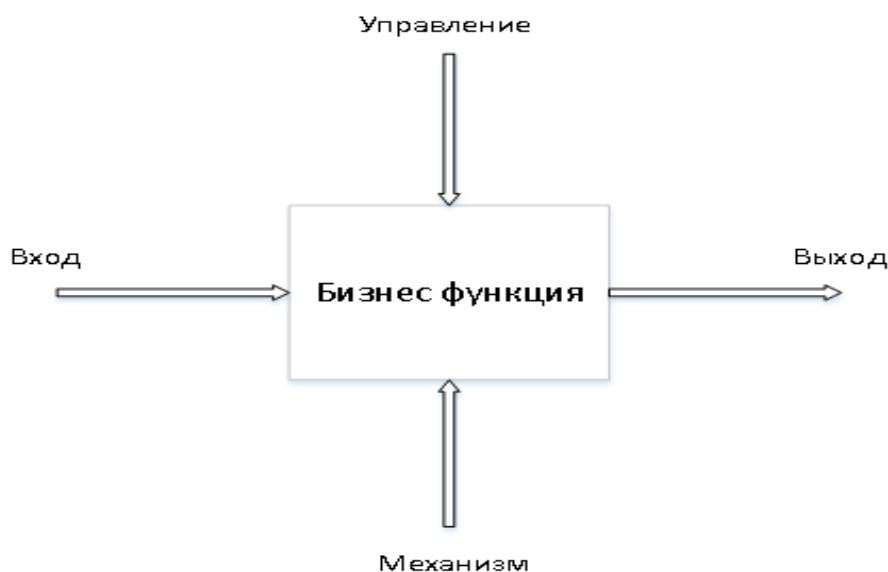 Управление
Вход
Выход
Бизнес функция
Механизм